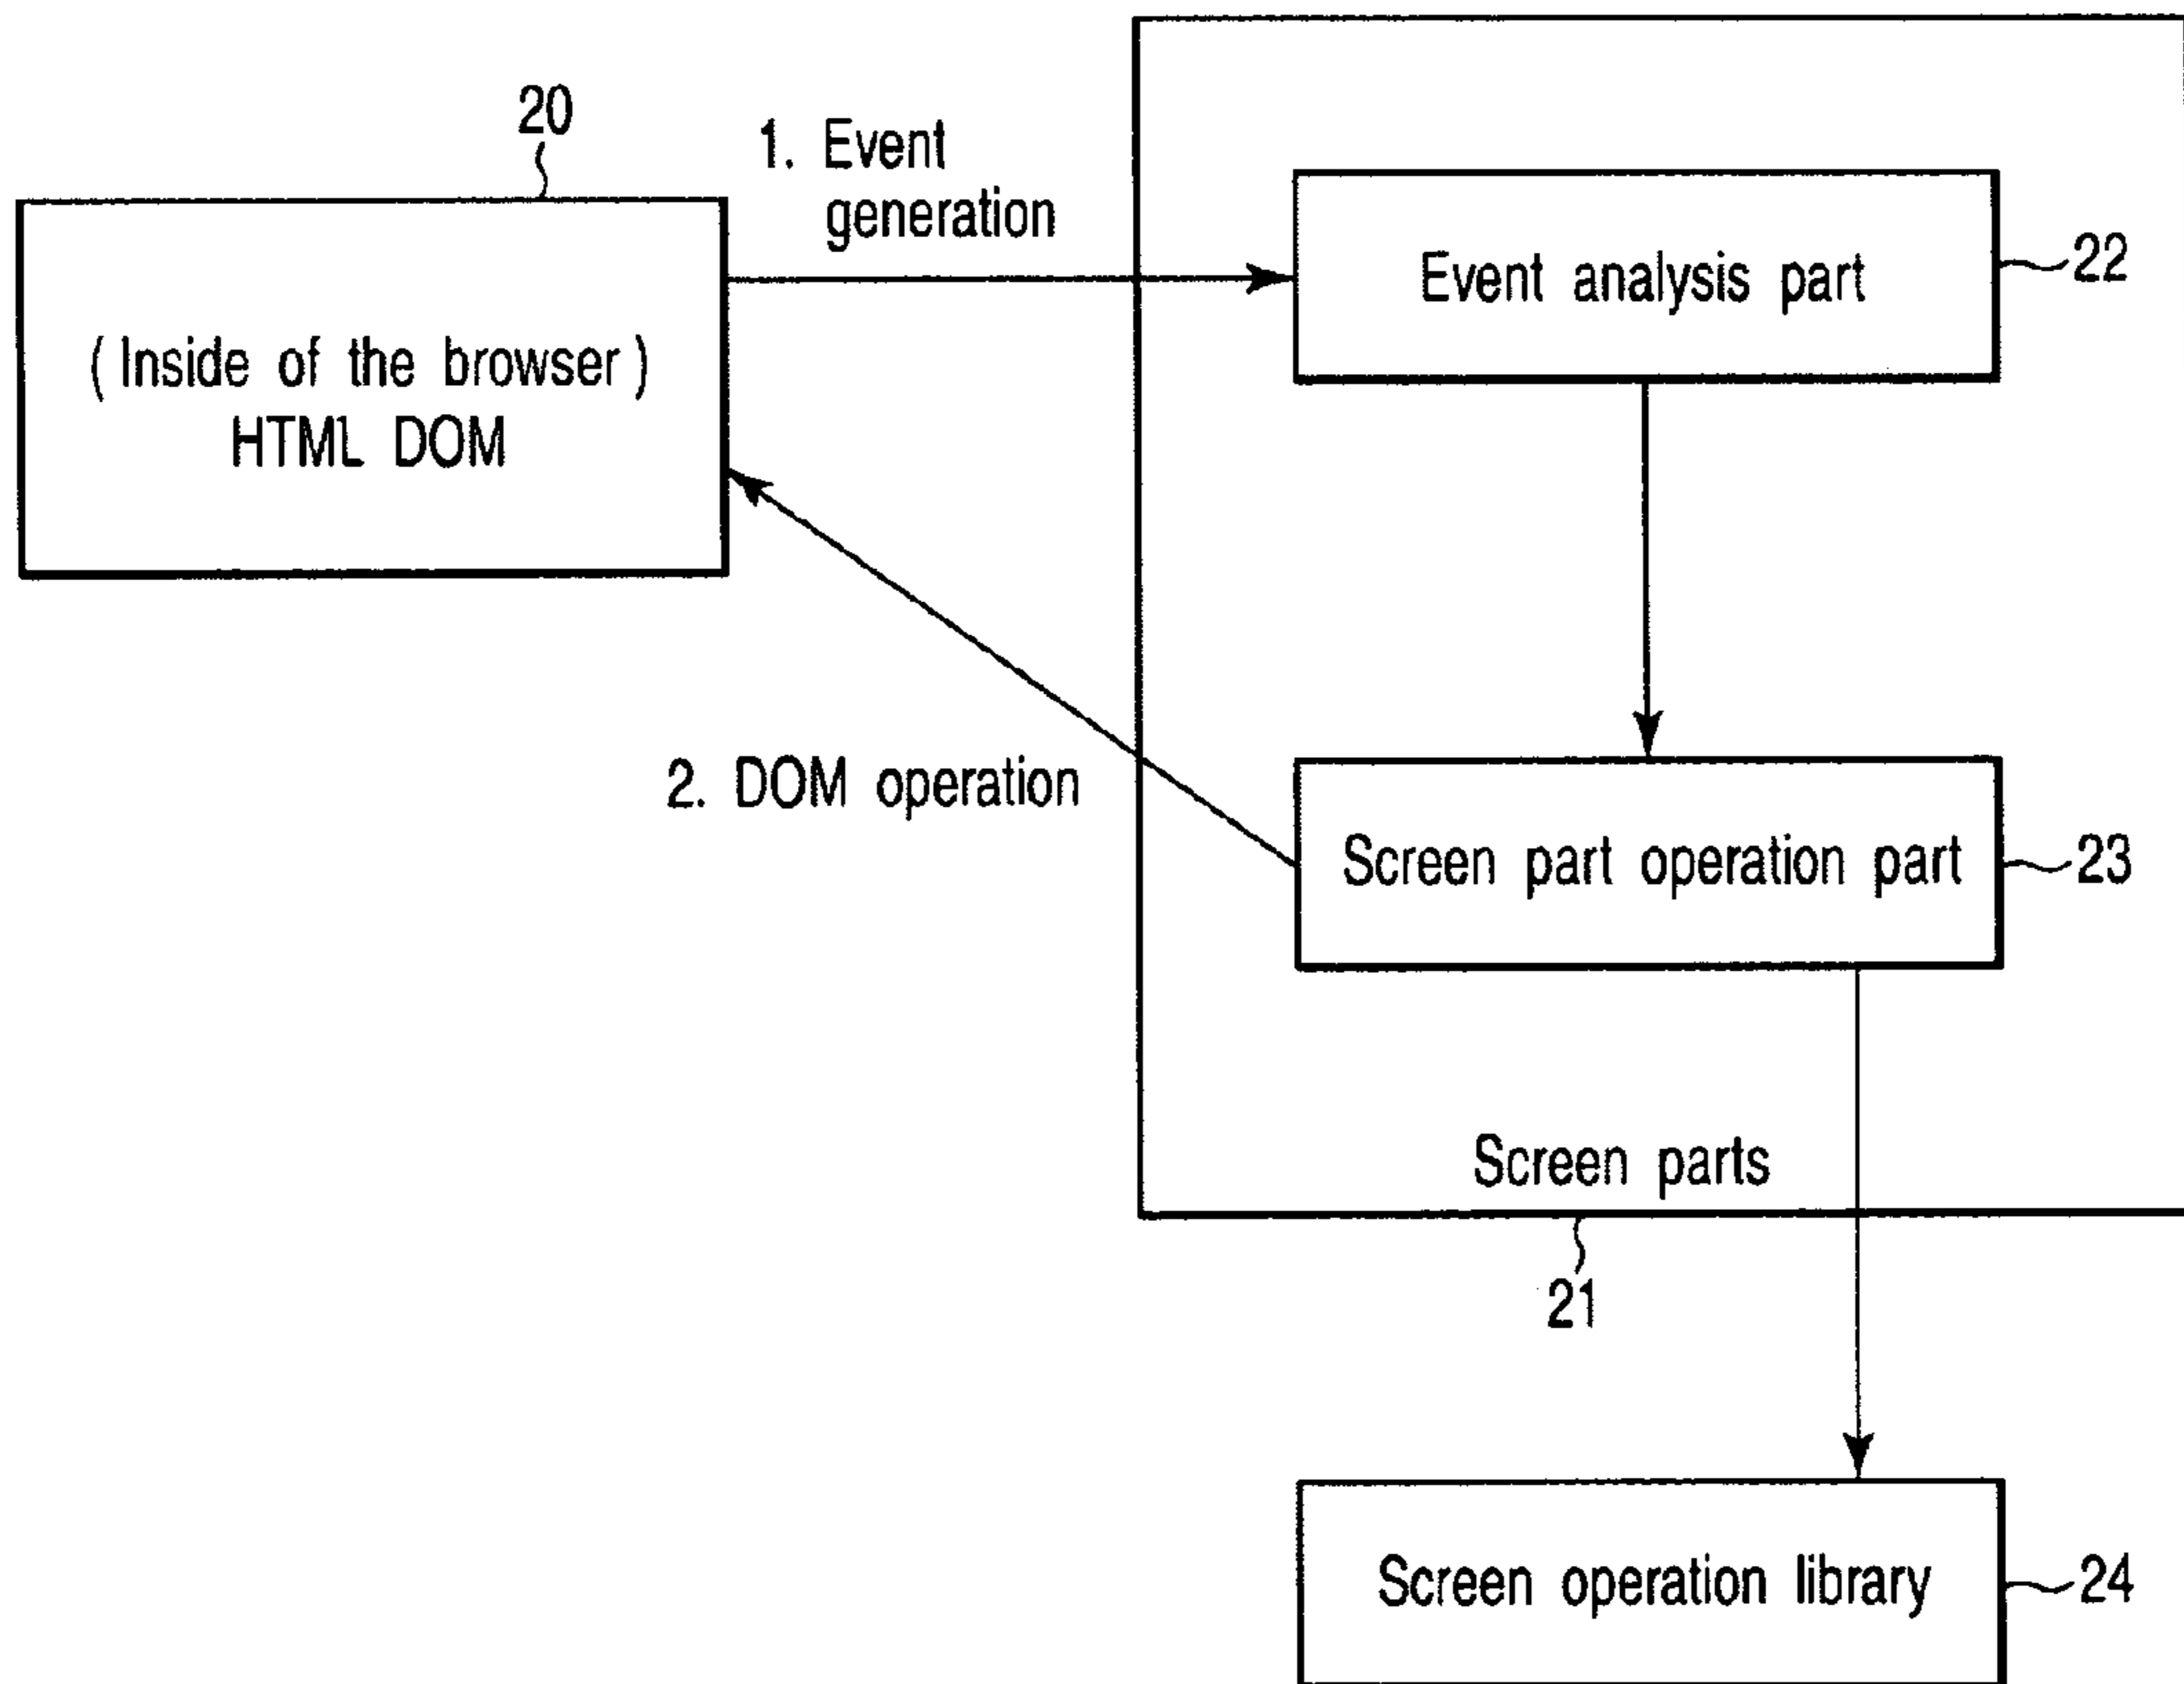 20
1. Event
generation
( Inside of the browser )
HTML DOM
Event analysis part
22
2. DOM operation
Screen part operation part
23
Screen parts
21
Screen operation library
24